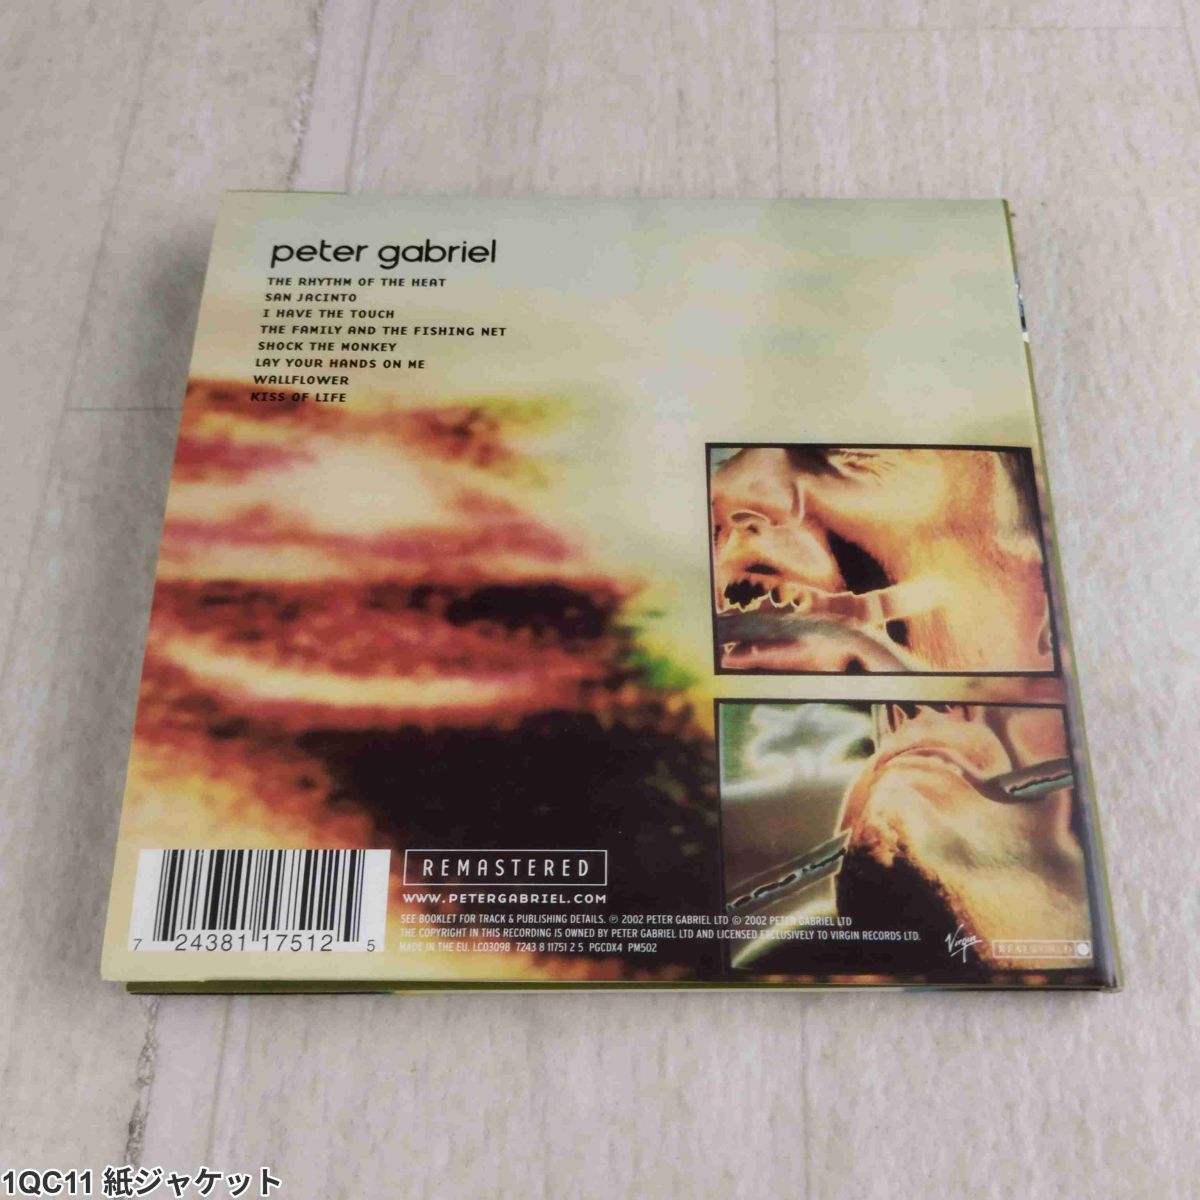 peter gabriel
THE RHYTHM OF THE HEAT
SAN JACINTO
I HAVE THE TOUCH
THE FAMILY AND THE FISHING NET
SHOCK THE MONKEY
LAY YOUR HANDS ON ME
WALLFLOWER
KISS OF LIFE
REMASTERED
WWW.PETERGABRIEL.COM
SEE BOOKLET FOR TRACK & PUBLISHING DETAILS. ℗ 2002 PETER GABRIEL LTD © 2002 PETER GABRIEL LTD
THE COPYRIGHT IN THIS RECORDING IS OWNED BY PETER GABRIEL LTD AND LICENSED EXCLUSIVELY TO VIRGIN RECORDS LTD.
MADE IN THE EU. LC03098 7243 8 11751 2 5 PGCDX4 PM502
7 24381 17512 5
Virgin
REALWORLD
1QC11 紙ジャケット